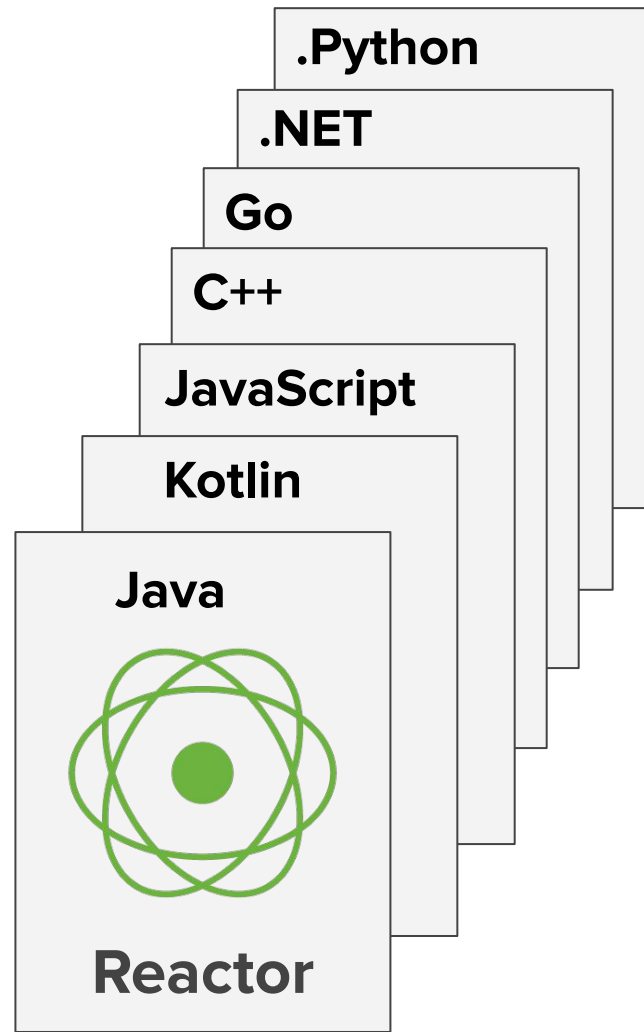 .Python
.NET
Go
C++
JavaScript
Kotlin
Java
Reactor